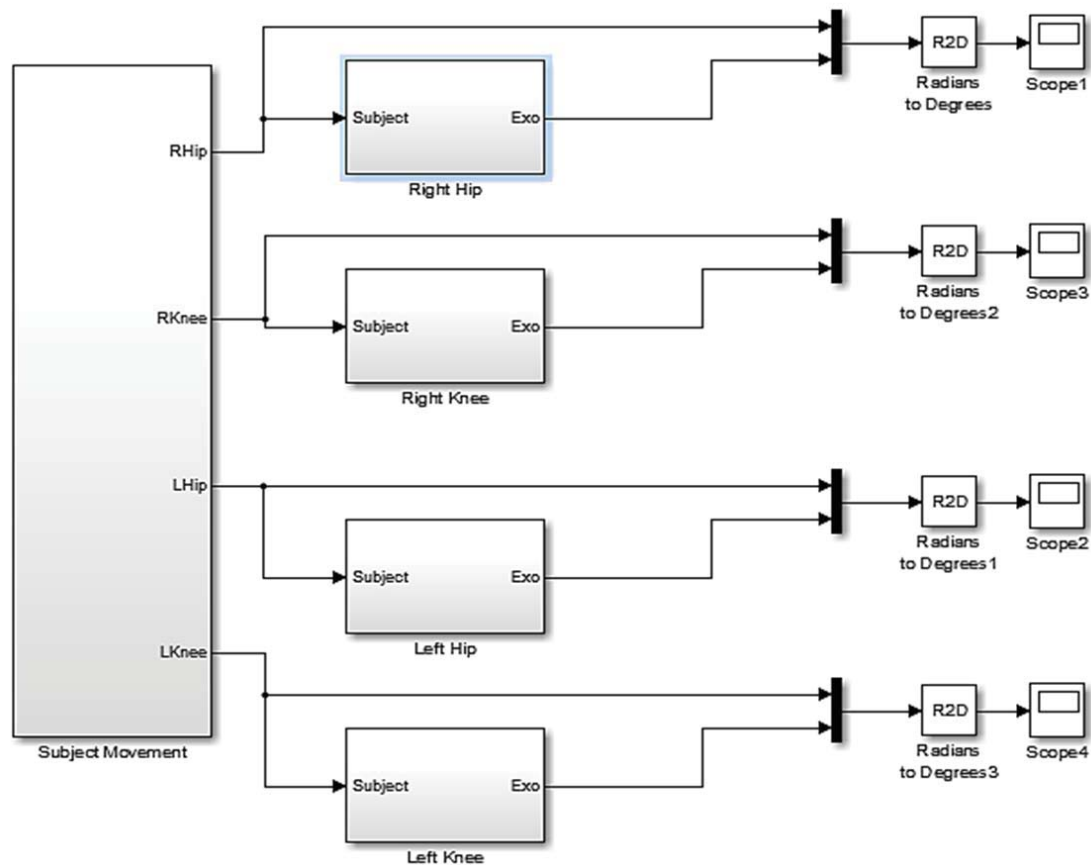 R2D
Radians
to Degrees
Scope1
Subject
Exo
Right Hip
RHip
R2D
Radians
to Degrees2
Scope3
RKnee
Subject
Exo
Right Knee
LHip
R2D
Radians
to Degrees1
Scope2
Subject
Exo
Left Hip
LKnee
R2D
Radians
to Degrees3
Scope4
Subject Movement
Subject
Exo
Left Knee